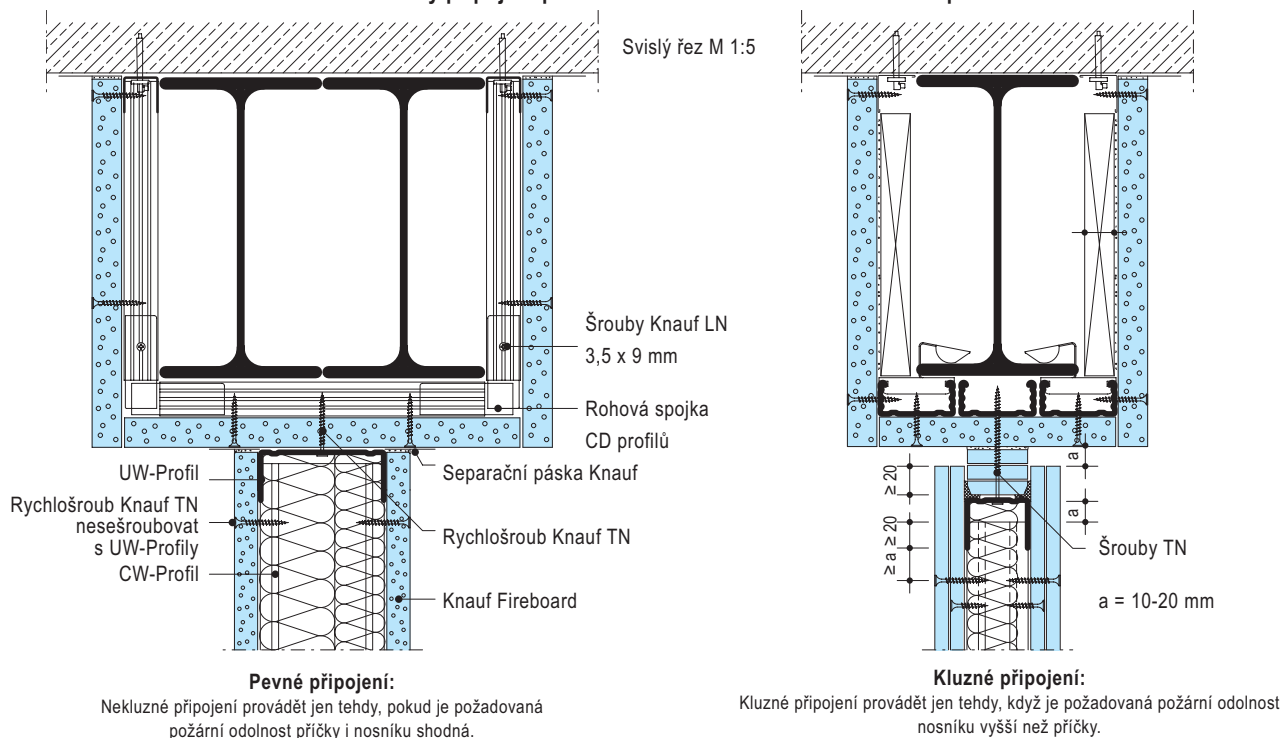 Svislý řez M 1:5
Šrouby Knauf LN
3,5 x 9 mm
Rohová spojka
CD profilů
Separační páska Knauf
Rychlošroub Knauf TN
Knauf Fireboard
UW-Profil
Rychlošroub Knauf TN
nesešroubovat
s UW-Profily
CW-Profil
Pevné připojení:
Nekluzné připojení provádět jen tehdy, pokud je požadovaná
požární odolnost příčky i nosníku shodná.
a
≥ 20
a
≥ 20
≥ a
Šrouby TN
a = 10-20 mm
Kluzné připojení:
Kluzné připojení provádět jen tehdy, když je požadovaná požární odolnost
nosníku vyšší než příčky.